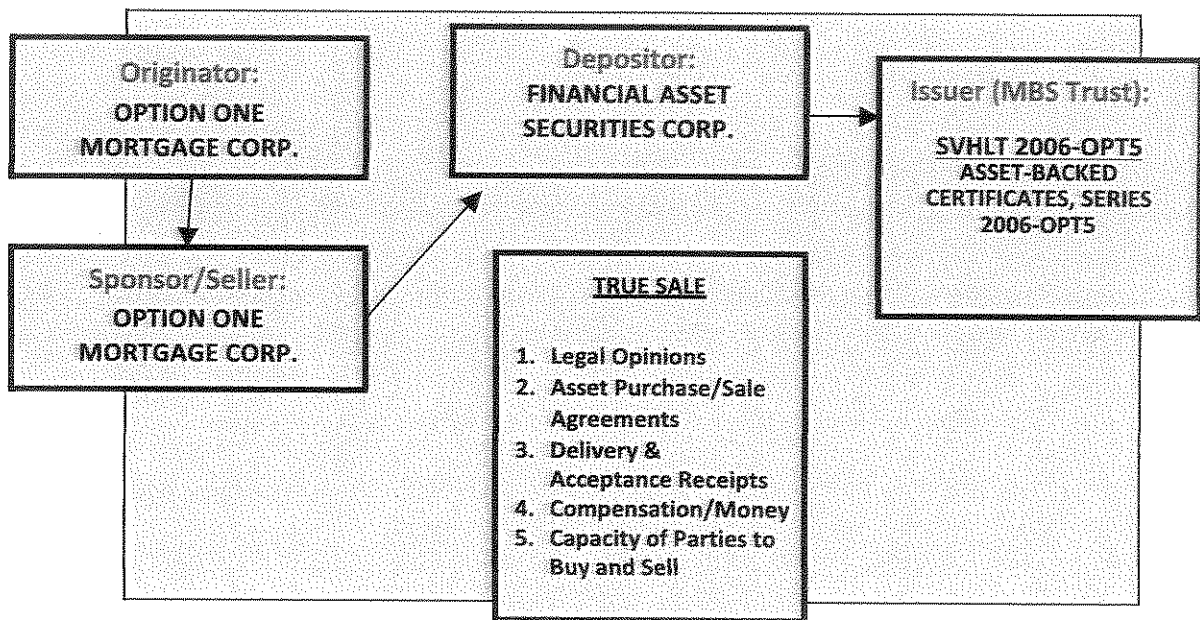 Originator:
OPTION ONE
MORTGAGE CORP.
Sponsor/Seller:
OPTION ONE
MORTGAGE CORP.
Depositor:
FINANCIAL ASSET
SECURITIES CORP.
Issuer (MBS Trust):
SVHLT 2006-OPT5
ASSET-BACKED
CERTIFICATES, SERIES
2006-OPT5
TRUE SALE
1. Legal Opinions
2. Asset Purchase/Sale
Agreements
3. Delivery &
Acceptance Receipts
4. Compensation/Money
5. Capacity of Parties to
Buy and Sell